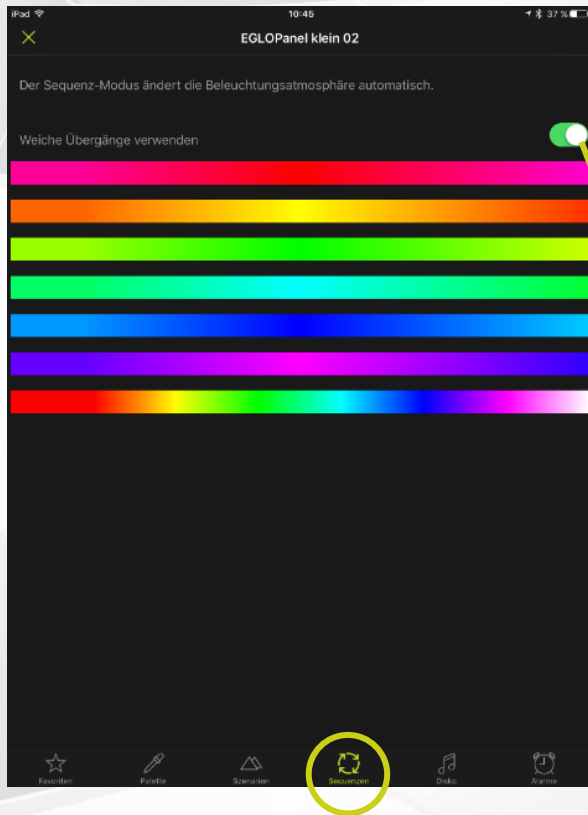 iPad 10:45 37 %
EGLOPanel klein 02
Der Sequenz-Modus ändert die Beleuchtungsatmosphäre automatisch.
Weiche Übergänge verwenden
Favoriten Palette Szenarien Sequenzen Disko Alarme